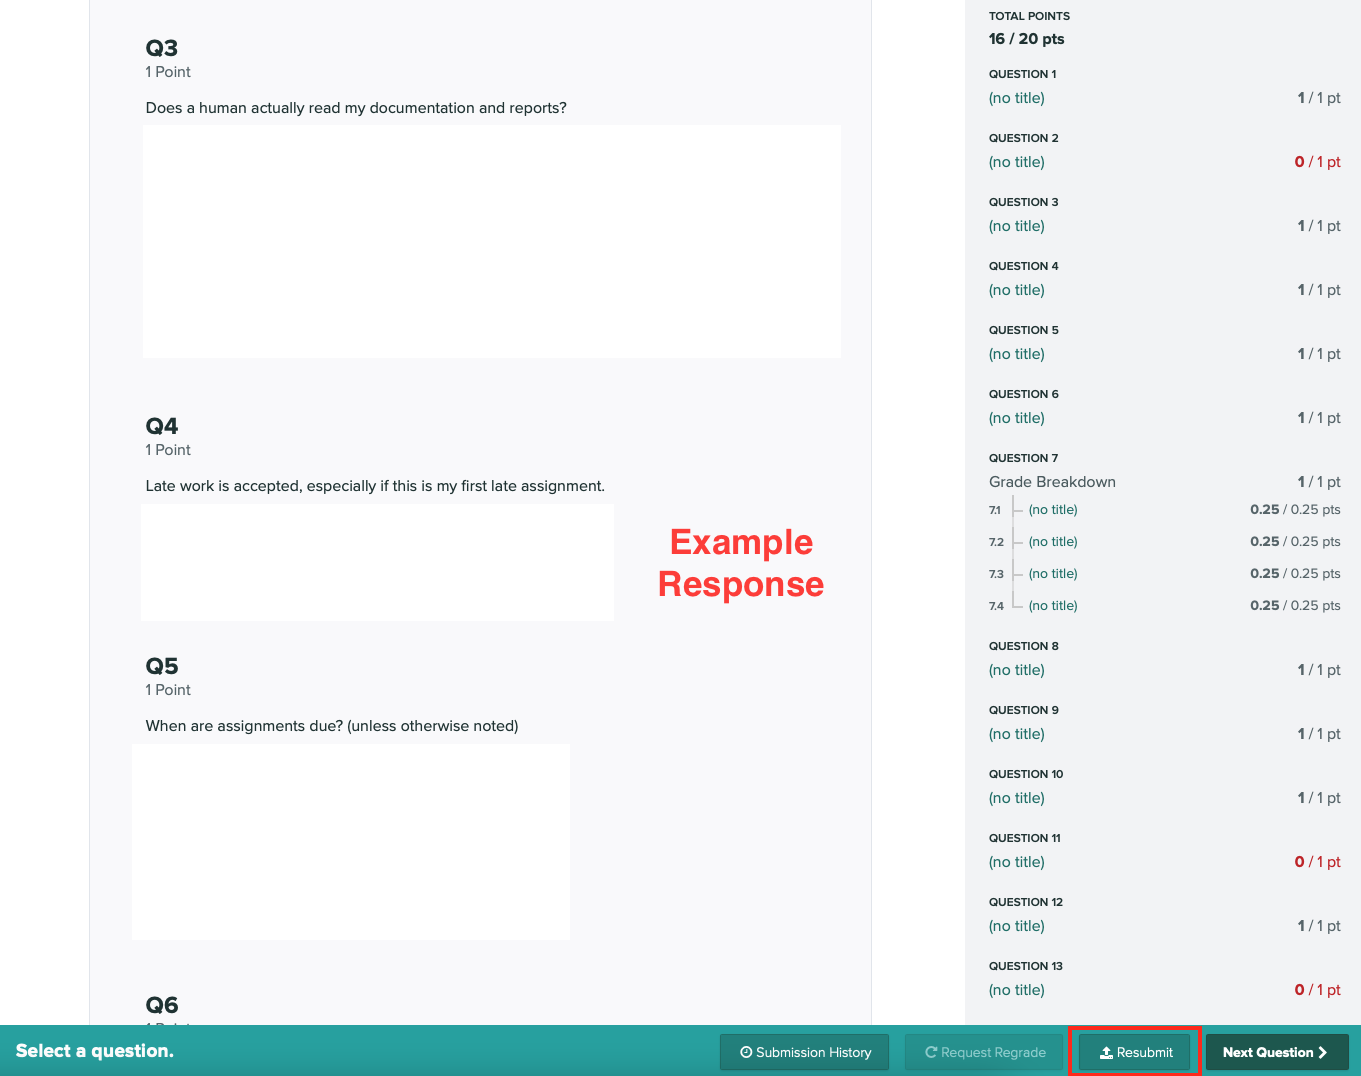 Q3
1 Point
Does a human actually read my documentation and reports?
Q4
1 Point
Late work is accepted, especially if this is my first late assignment.
Example
Response
Q5
1 Point
When are assignments due? (unless otherwise noted)
Q6
TOTAL POINTS
16 / 20 pts
QUESTION 1
(no title) 1 / 1 pt
QUESTION 2
(no title) 0 / 1 pt
QUESTION 3
(no title) 1 / 1 pt
QUESTION 4
(no title) 1 / 1 pt
QUESTION 5
(no title) 1 / 1 pt
QUESTION 6
(no title) 1 / 1 pt
QUESTION 7
Grade Breakdown 1 / 1 pt
7.1 (no title) 0.25 / 0.25 pts
7.2 (no title) 0.25 / 0.25 pts
7.3 (no title) 0.25 / 0.25 pts
7.4 (no title) 0.25 / 0.25 pts
QUESTION 8
(no title) 1 / 1 pt
QUESTION 9
(no title) 1 / 1 pt
QUESTION 10
(no title) 1 / 1 pt
QUESTION 11
(no title) 0 / 1 pt
QUESTION 12
(no title) 1 / 1 pt
QUESTION 13
(no title) 0 / 1 pt
Select a question.
Submission History
Request Regrade
Resubmit
Next Question